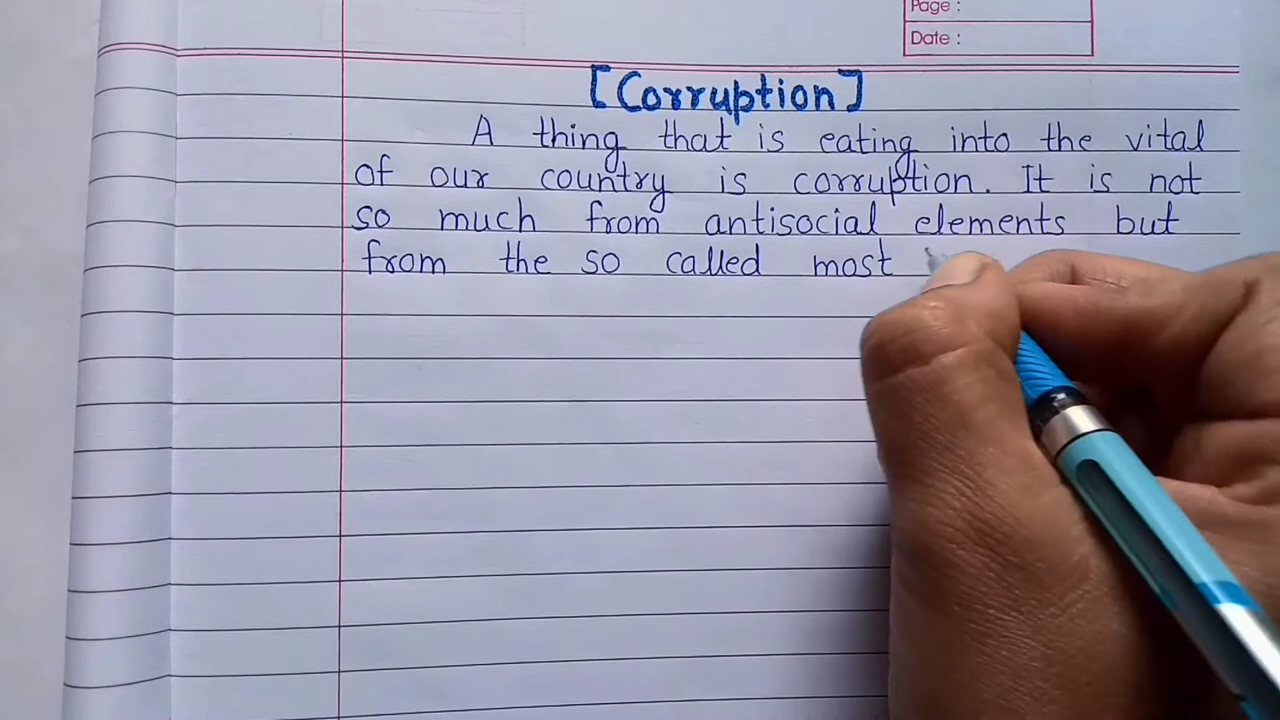 Page :
Date :
[Corruption]
A thing that is eating into the vital
of our country is corruption. It is not
so much from antisocial elements but
from the so called most